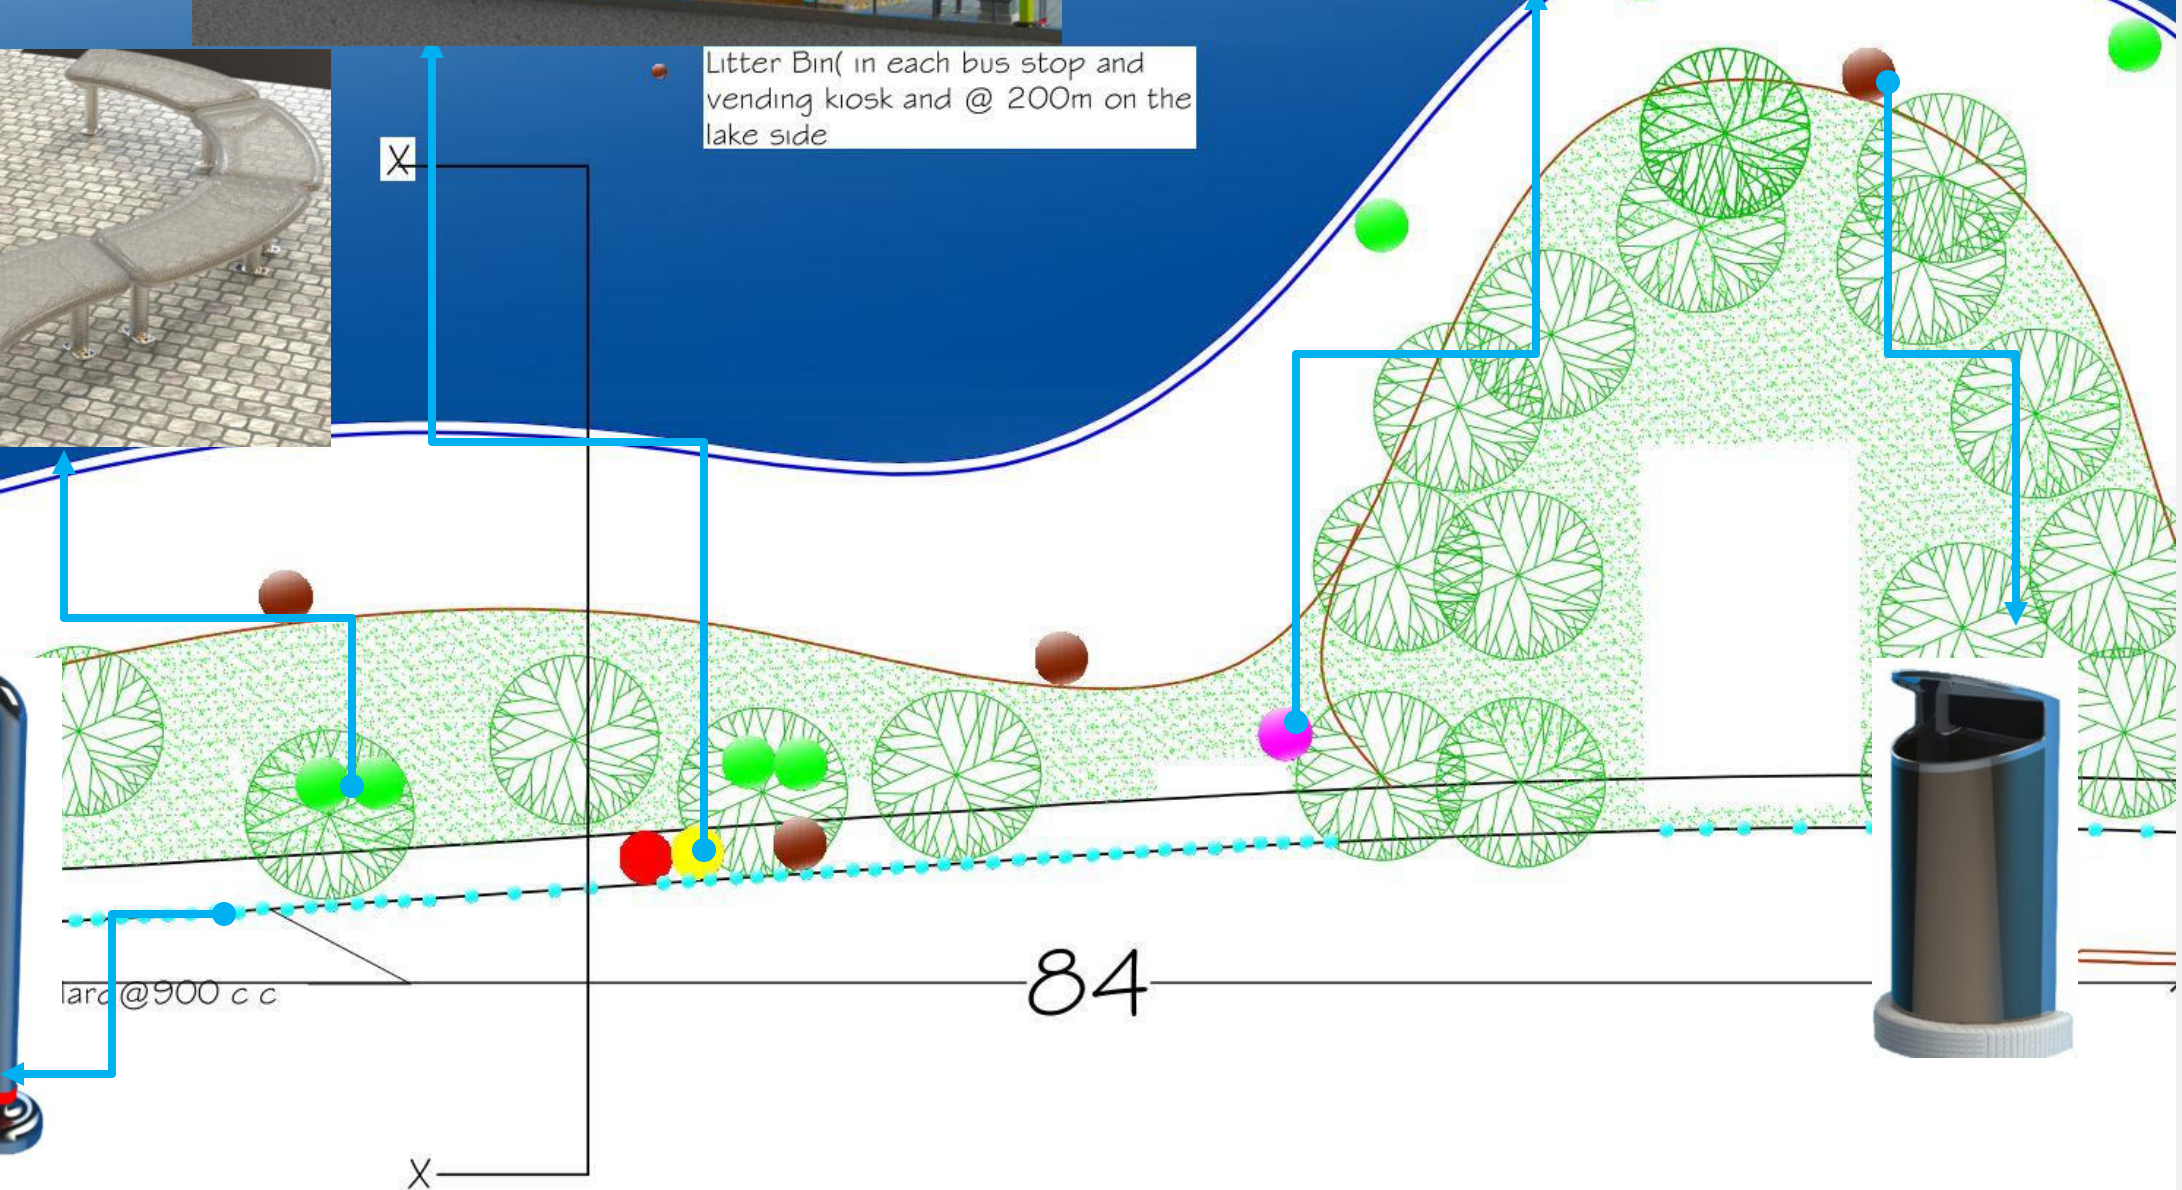 Litter Bin( in each bus stop and
vending kiosk and @ 200m on the
lake side
X
84
@900 c c
X